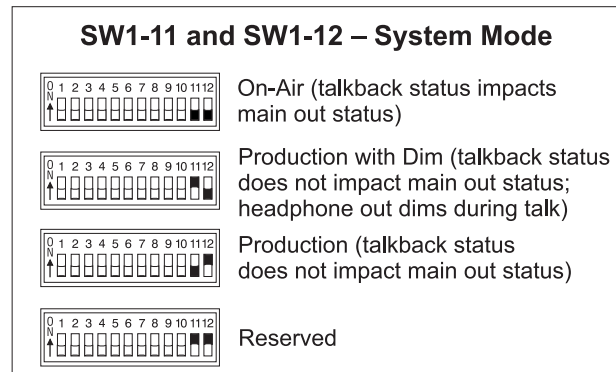 SW1-11 and SW1-12 – System Mode
O
N
1 2 3 4 5 6 7 8 9 10 11 12
On-Air (talkback status impacts
main out status)
O
N
1 2 3 4 5 6 7 8 9 10 11 12
Production with Dim (talkback status
does not impact main out status;
headphone out dims during talk)
O
N
1 2 3 4 5 6 7 8 9 10 11 12
Production (talkback status
does not impact main out status)
O
N
1 2 3 4 5 6 7 8 9 10 11 12
Reserved